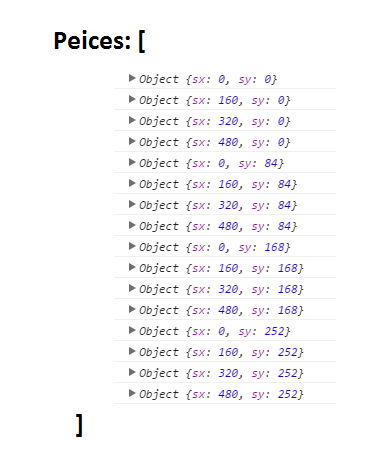 Peices: [
▶ Object {sx: 0, sy: 0}
▶ Object {sx: 160, sy: 0}
▶ Object {sx: 320, sy: 0}
▶ Object {sx: 480, sy: 0}
▶ Object {sx: 0, sy: 84}
▶ Object {sx: 160, sy: 84}
▶ Object {sx: 320, sy: 84}
▶ Object {sx: 480, sy: 84}
▶ Object {sx: 0, sy: 168}
▶ Object {sx: 160, sy: 168}
▶ Object {sx: 320, sy: 168}
▶ Object {sx: 480, sy: 168}
▶ Object {sx: 0, sy: 252}
▶ Object {sx: 160, sy: 252}
▶ Object {sx: 320, sy: 252}
▶ Object {sx: 480, sy: 252}
]